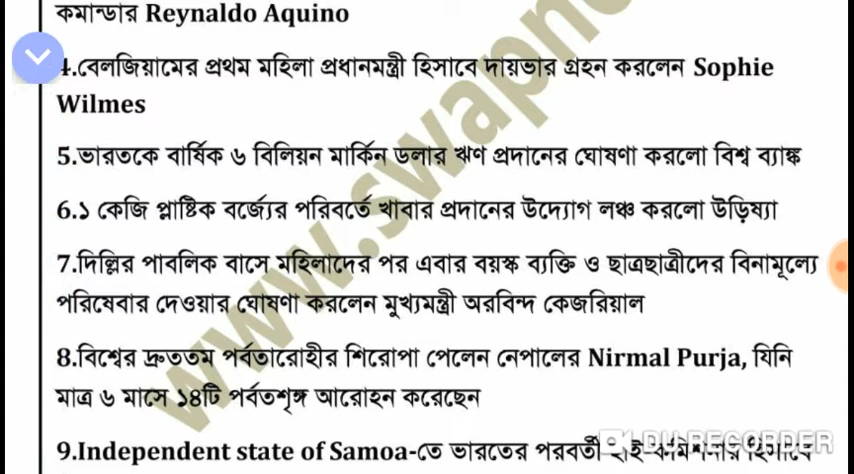 কমান্ডার Reynaldo Aquino
4.বেলজিয়ামের প্রথম মহিলা প্রধানমন্ত্রী হিসাবে দায়ভার গ্রহন করলেন Sophie
Wilmes
5.ভারতকে বার্ষিক ৬ বিলিয়ন মার্কিন ডলার ঋণ প্রদানের ঘোষণা করলো বিশ্ব ব্যাঙ্ক
6.১ কেজি প্লাষ্টিক বর্জ্যের পরিবর্তে খাবার প্রদানের উদ্যোগ লঞ্চ করলো উড়িষ্যা
7.দিল্লির পাবলিক বাসে মহিলাদের পর এবার বয়স্ক ব্যক্তি ও ছাত্রছাত্রীদের বিনামূল্যে
পরিষেবার দেওয়ার ঘোষণা করলেন মুখ্যমন্ত্রী অরবিন্দ কেজরিয়াল
8.বিশ্বের দ্রুততম পর্বতারোহীর শিরোপা পেলেন নেপালের Nirmal Purja, যিনি
মাত্র ৬ মাসে ১৪টি পর্বতশৃঙ্গ আরোহন করেছেন
9.Independent state of Samoa-তে ভারতের পরবর্তী হাই-কমিশনার হিসাবে
www.swapno
DU RECORDER